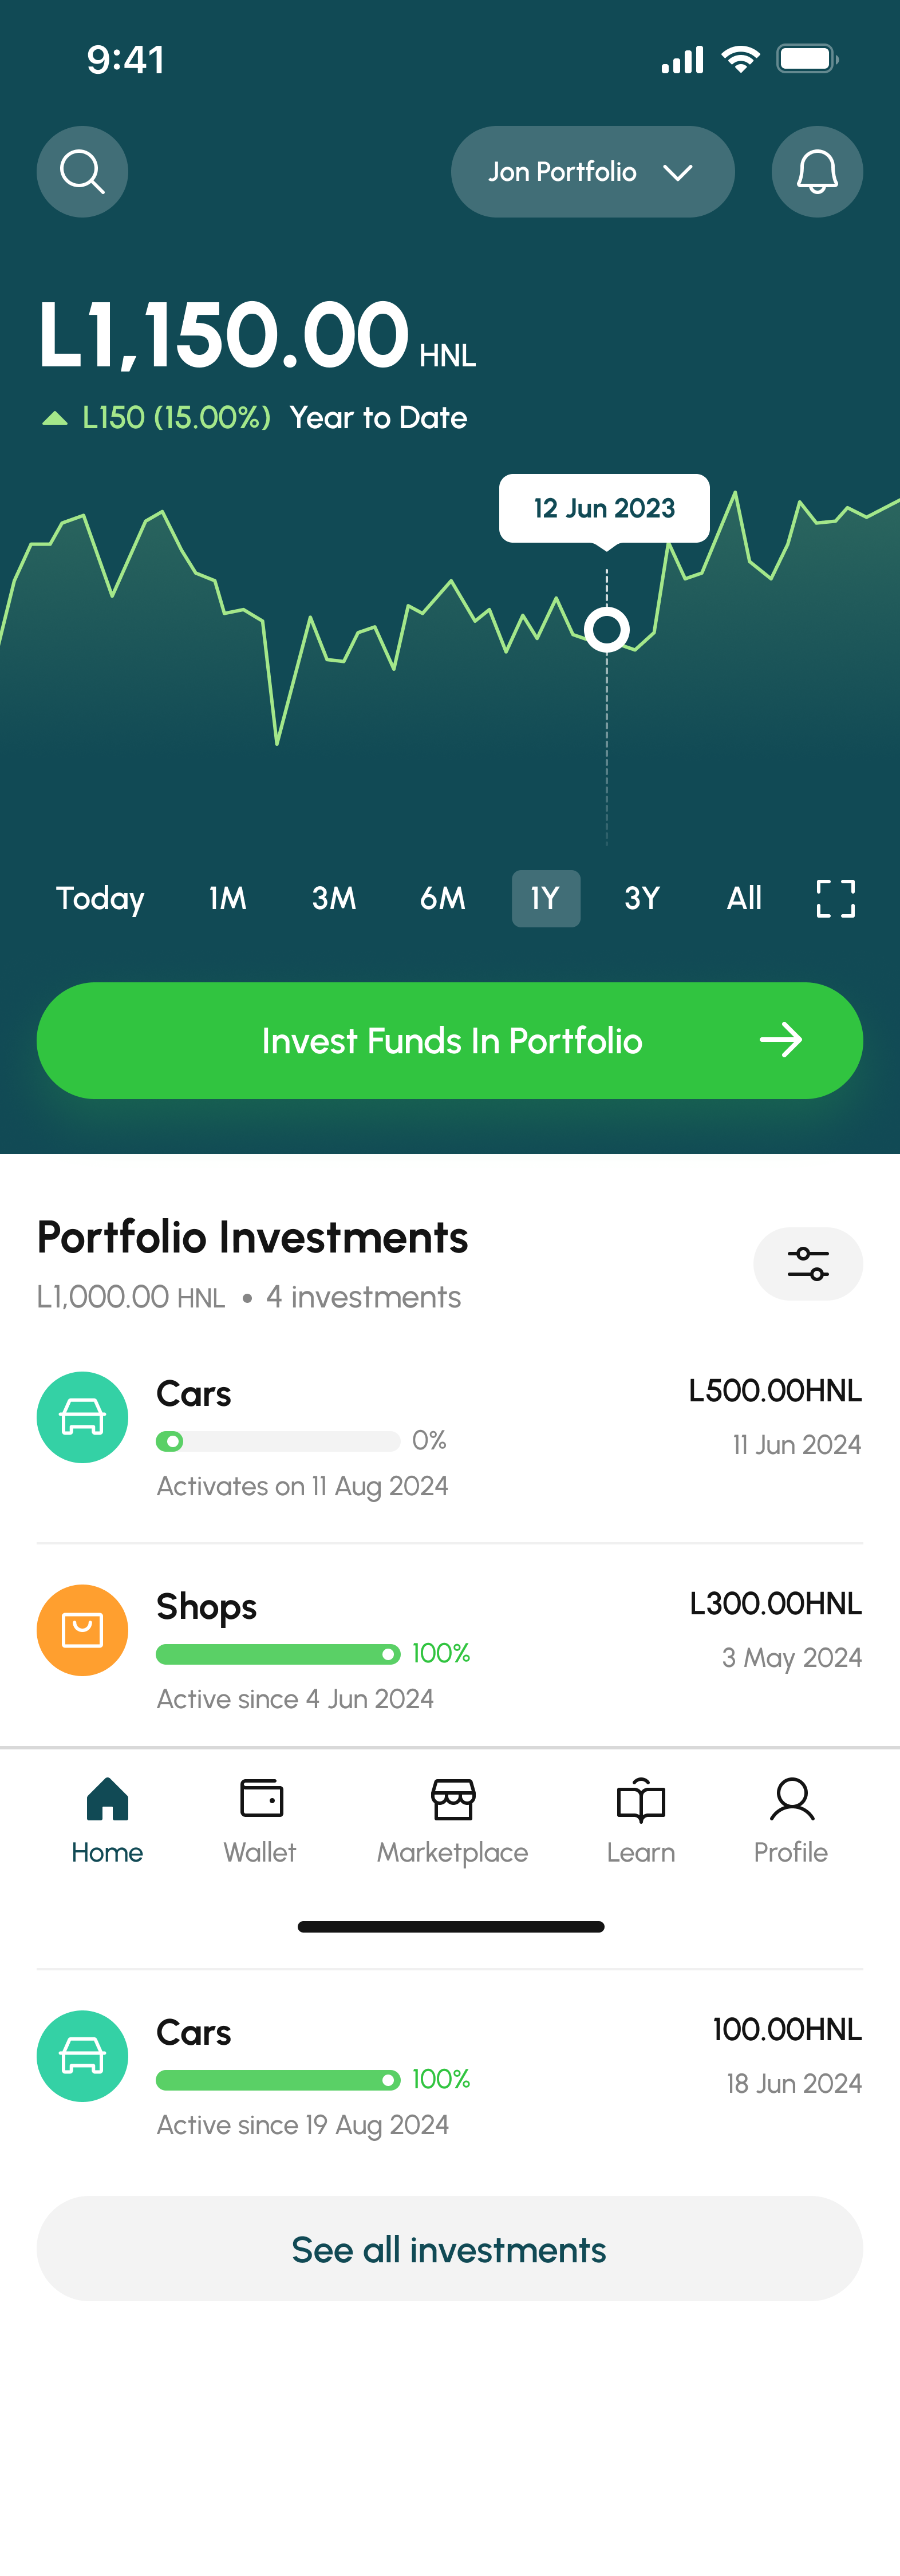 9:41
Jon Portfolio
L1,150.00 HNL
L150 (15.00%) Year to Date
12 Jun 2023
Today 1M 3M 6M 1Y 3Y All
Invest Funds In Portfolio
Portfolio Investments
L1,000.00 HNL • 4 investments
Cars
L500.00HNL
0%
11 Jun 2024
Activates on 11 Aug 2024
Shops
L300.00HNL
100%
3 May 2024
Active since 4 Jun 2024
Home Wallet Marketplace Learn Profile
Cars
100.00HNL
100%
18 Jun 2024
Active since 19 Aug 2024
See all investments